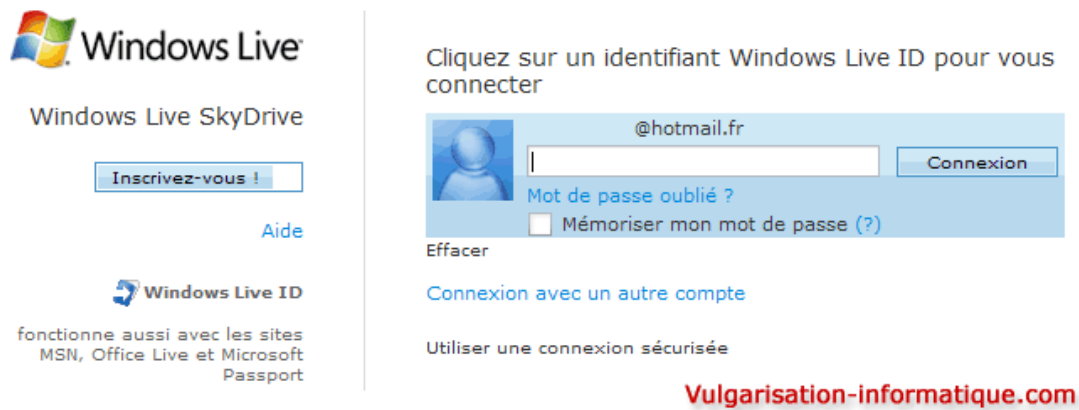 Windows Live
Windows Live SkyDrive
Inscrivez-vous !
Aide
Windows Live ID
fonctionne aussi avec les sites
MSN, Office Live et Microsoft
Passport
Cliquez sur un identifiant Windows Live ID pour vous
connecter
@hotmail.fr
Connexion
Mot de passe oublié ?
Mémoriser mon mot de passe (?)
Effacer
Connexion avec un autre compte
Utiliser une connexion sécurisée
Vulgarisation-informatique.com